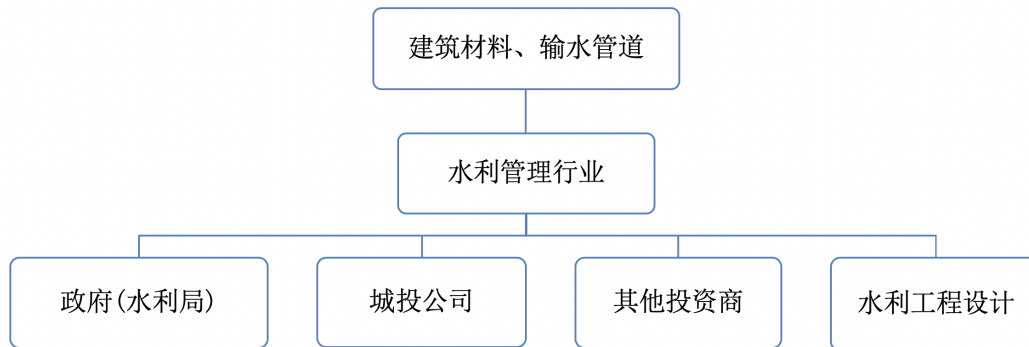 建筑材料、输水管道
水利管理行业
政府(水利局)
城投公司
其他投资商
水利工程设计